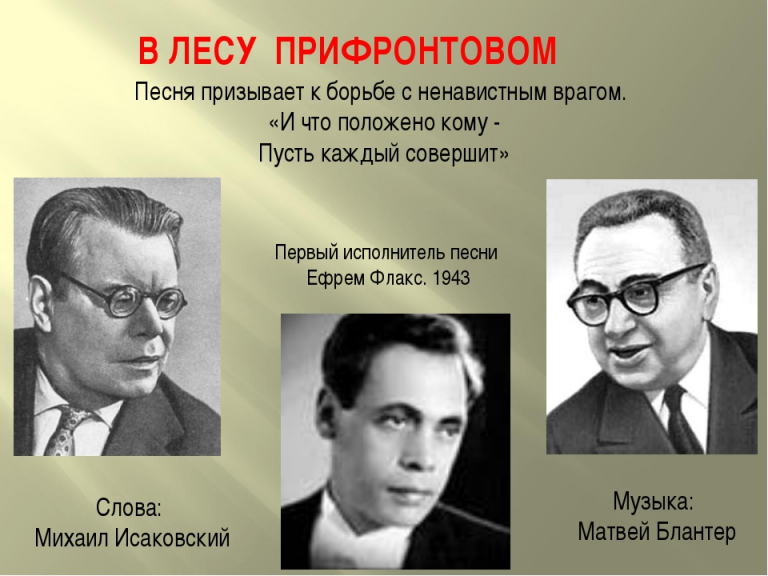 В ЛЕСУ ПРИФРОНТОВОМ
Песня призывает к борьбе с ненавистным врагом.
«И что положено кому -
Пусть каждый совершит»
Первый исполнитель песни
Ефрем Флакс. 1943
Слова:
Михаил Исаковский
Музыка:
Матвей Блантер